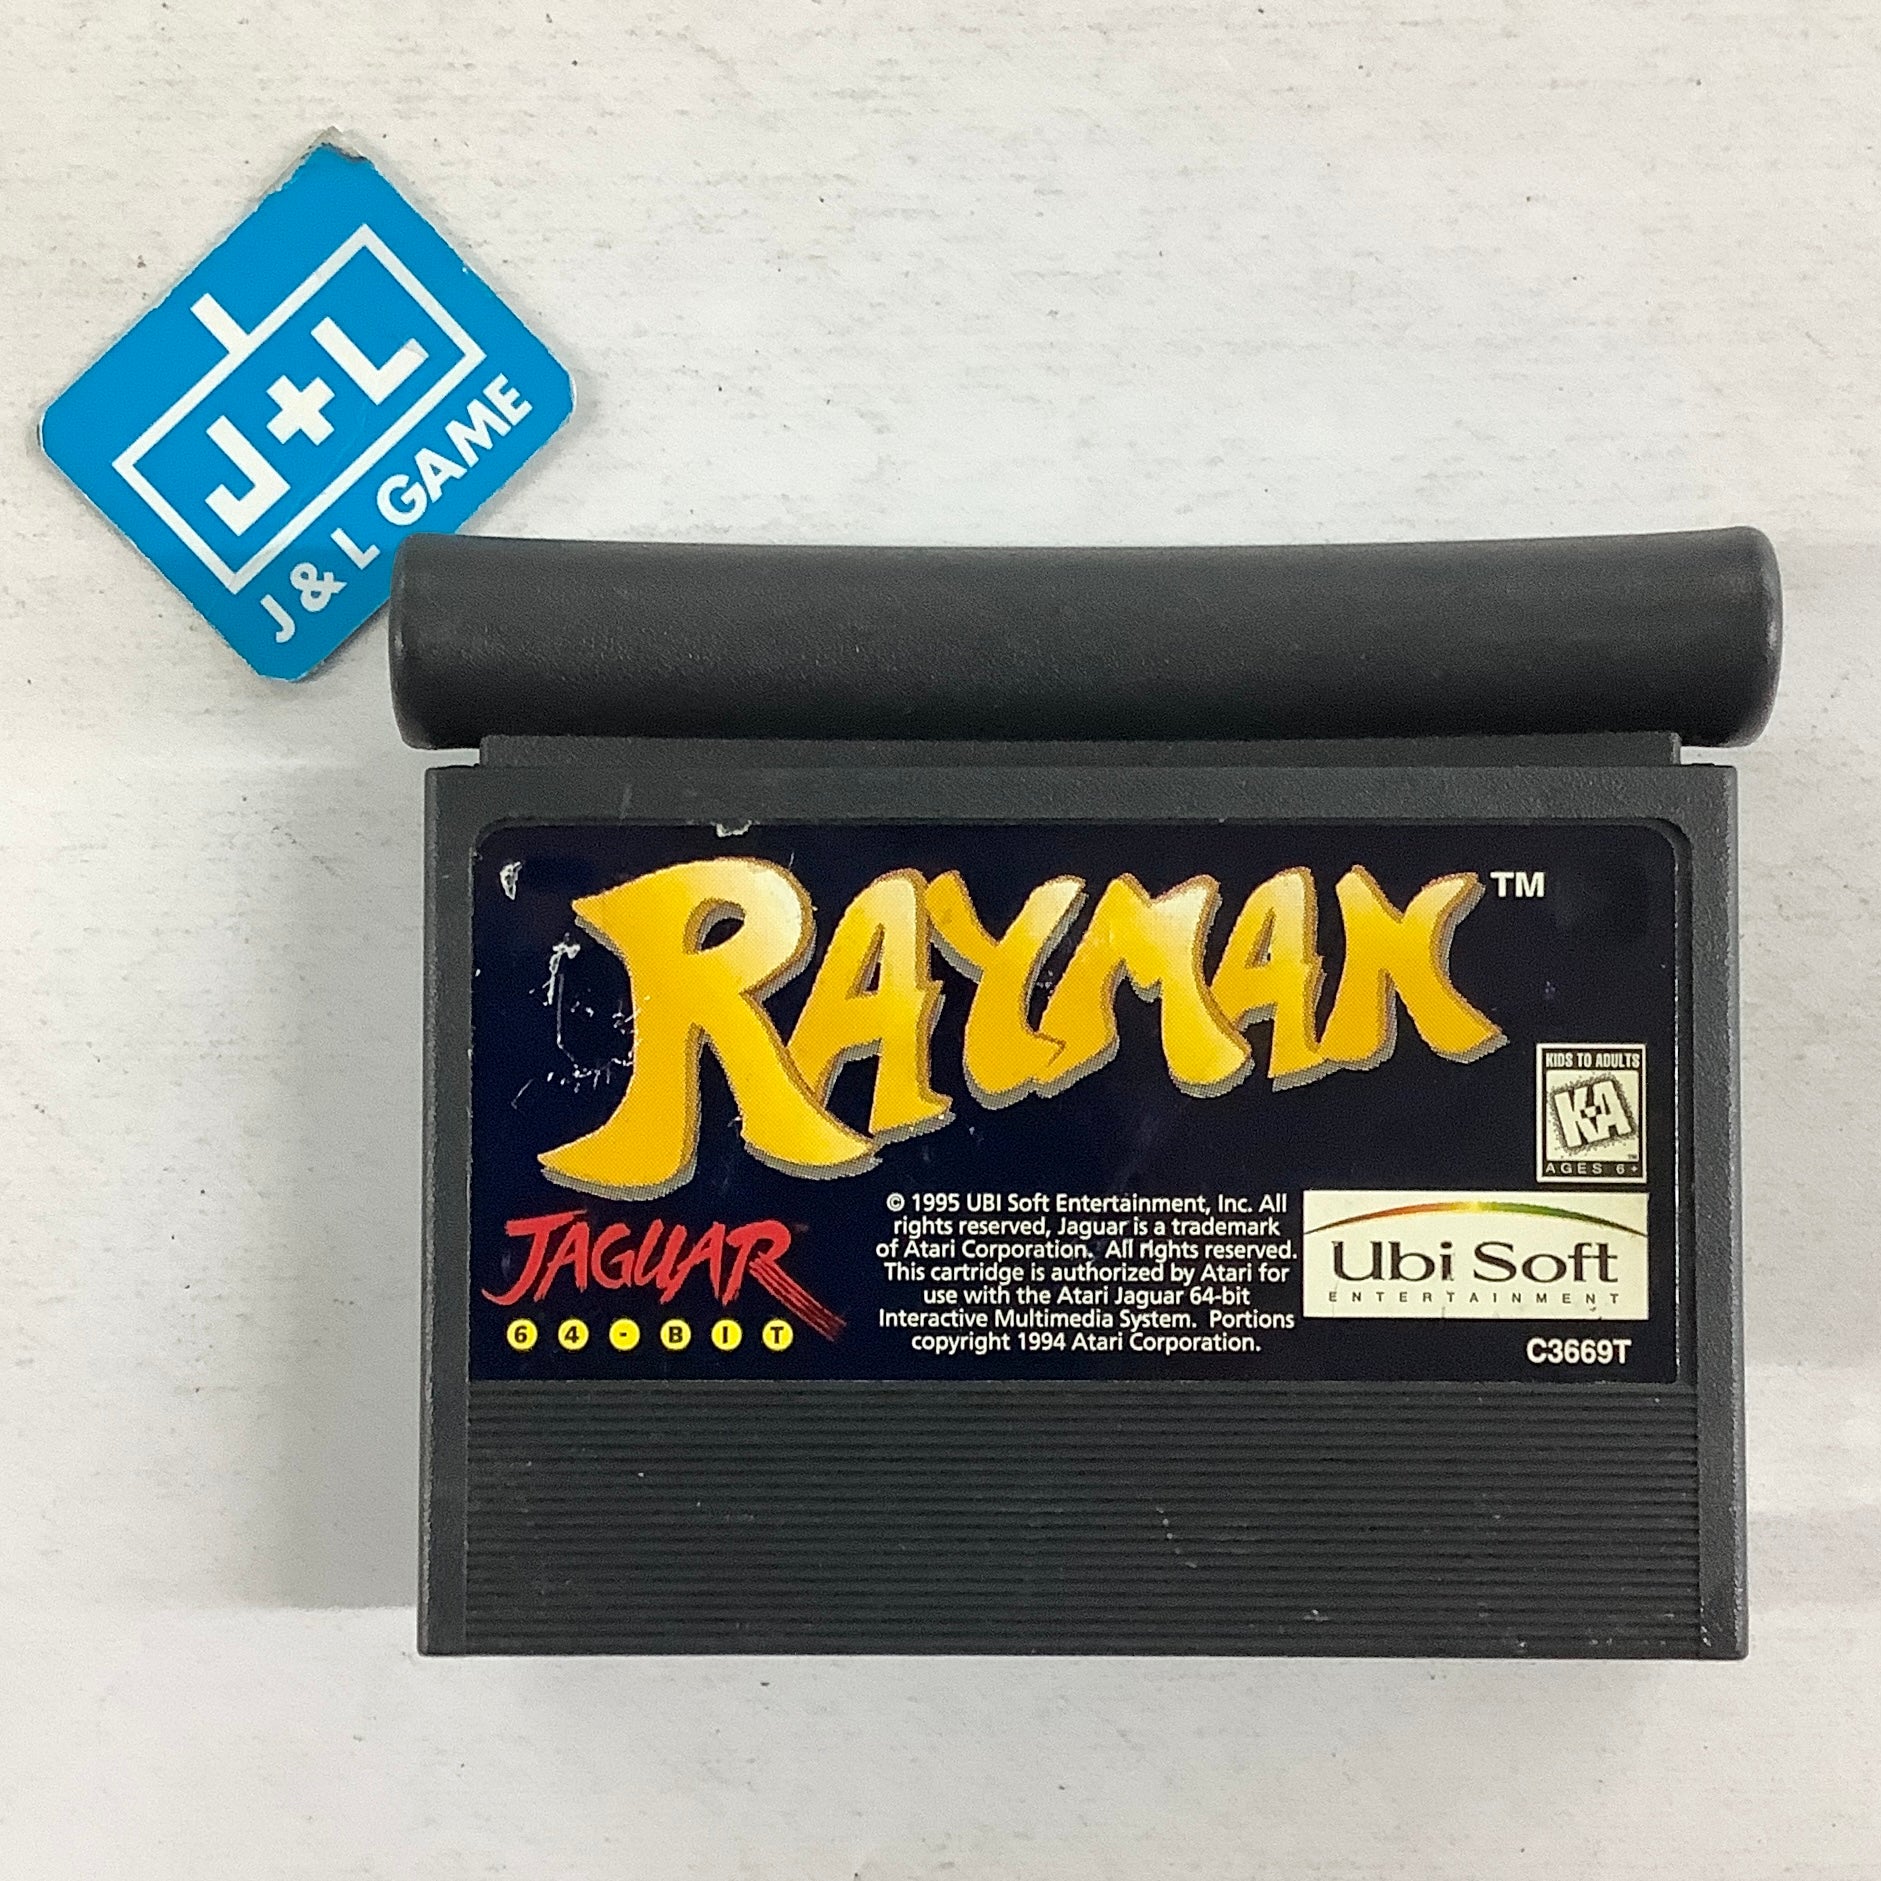 J+L
J & L GAME
RAYMAN™
KIDS TO ADULTS
K-A
AGES 6+
JAGUAR
64-BIT
© 1995 UBI Soft Entertainment, Inc. All
rights reserved, Jaguar is a trademark
of Atari Corporation. All rights reserved.
This cartridge is authorized by Atari for
use with the Atari Jaguar 64-bit
Interactive Multimedia System. Portions
copyright 1994 Atari Corporation.
Ubi Soft
ENTERTAINMENT
C3669T